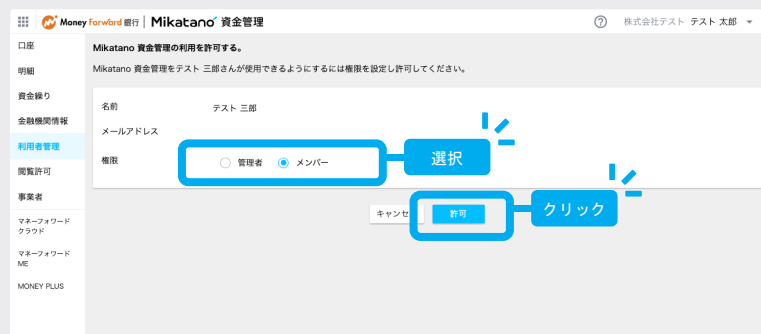 Money Forward 銀行 | Mikatano 資金管理
株式会社テスト テスト 太郎
口座
明細
資金繰り
金融機関情報
利用者管理
閲覧許可
事業者
マネーフォワード
クラウド
マネーフォワード
ME
MONEY PLUS
Mikatano 資金管理の利用を許可する。
Mikatano 資金管理をテスト 三郎さんが使用できるようにするには権限を設定し許可してください。
名前 テスト 三郎
メールアドレス
権限 管理者 メンバー
選択
キャンセ 許可
クリック